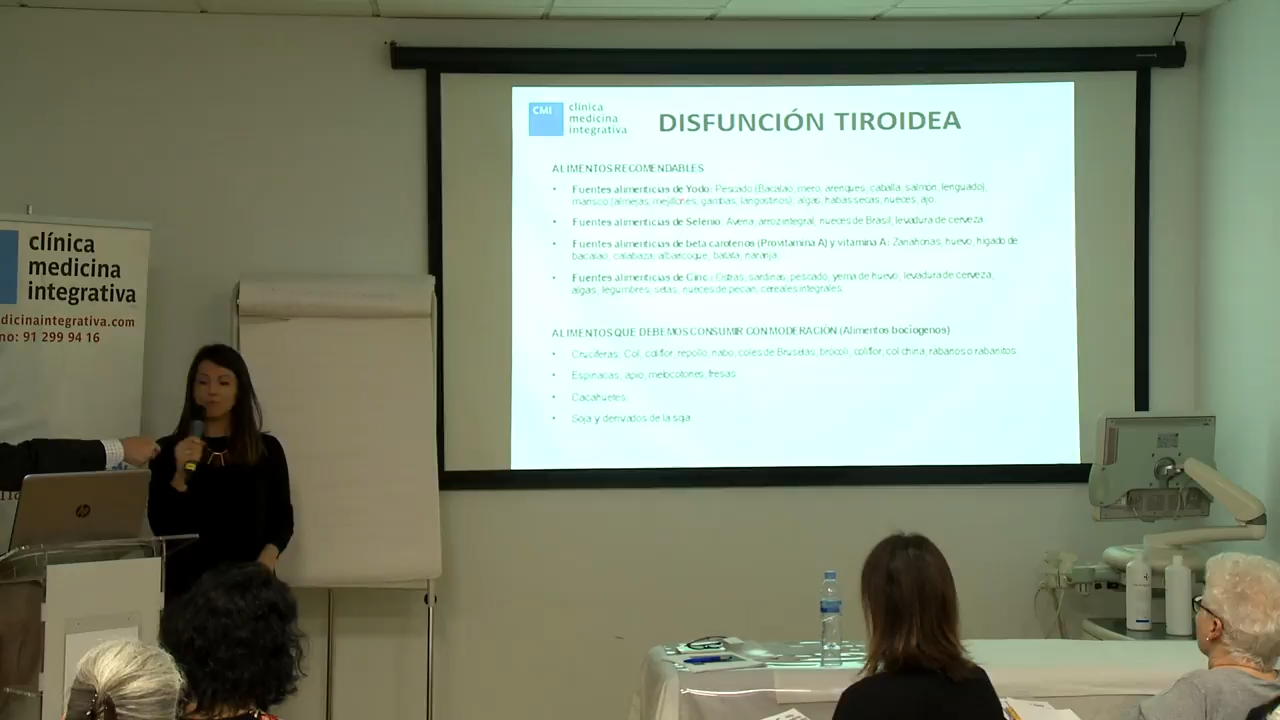 CMI
clínica
medicina
integrativa
DISFUNCIÓN TIROIDEA
ALIMENTOS RECOMENDABLES
• Fuentes alimenticias de Yodo: Pescado (Bacalao, mero, arenques, caballa, salmón, lenguado),
marisco (almejas, mejillones, gambas, langostinos), algas, habas secas, nueces, ajo.
• Fuentes alimenticias de Selenio: Avena, arroz integral, nueces de Brasil, levadura de cerveza.
• Fuentes alimenticias de beta carotenos (Provitamina A) y vitamina A: Zanahorias, huevo, hígado de
bacalao, calabaza, albaricoque, batata, naranja.
• Fuentes alimenticias de Cinc: Ostras, sardinas, pescado, yema de huevo, levadura de cerveza,
algas, legumbres, setas, nueces de pecan, cereales integrales.
ALIMENTOS QUE DEBEMOS CONSUMIR CON MODERACIÓN (Alimentos bociogenos)
• Crucíferas: Col, coliflor, repollo, nabo, coles de Bruselas, brócoli, coliflor, col china, rábanos o rabanitos.
• Espinacas, apio, melocotones, fresas.
• Cacahuetes.
• Soja y derivados de la soja.
clínica
medicina
integrativa
dicinaintegrativa.com
no: 91 299 94 16
hp